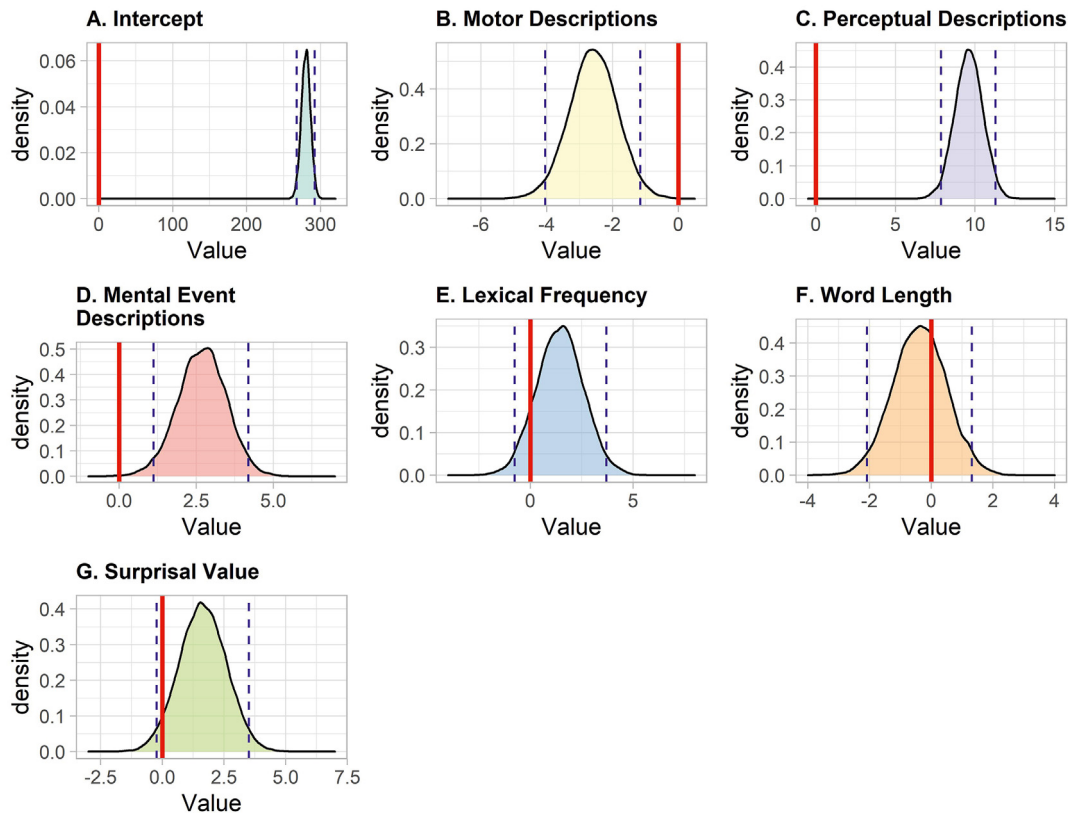 A. Intercept
density
0.06
0.04
0.02
0.00
0 100 200 300
Value
B. Motor Descriptions
density
0.4
0.2
0.0
-6 -4 -2 0
Value
C. Perceptual Descriptions
density
0.4
0.3
0.2
0.1
0.0
0 5 10 15
Value
D. Mental Event
Descriptions
density
0.5
0.4
0.3
0.2
0.1
0.0
0.0 2.5 5.0
Value
E. Lexical Frequency
density
0.3
0.2
0.1
0.0
0 5
Value
F. Word Length
density
0.4
0.3
0.2
0.1
0.0
-4 -2 0 2 4
Value
G. Surprisal Value
density
0.4
0.3
0.2
0.1
0.0
-2.5 0.0 2.5 5.0 7.5
Value